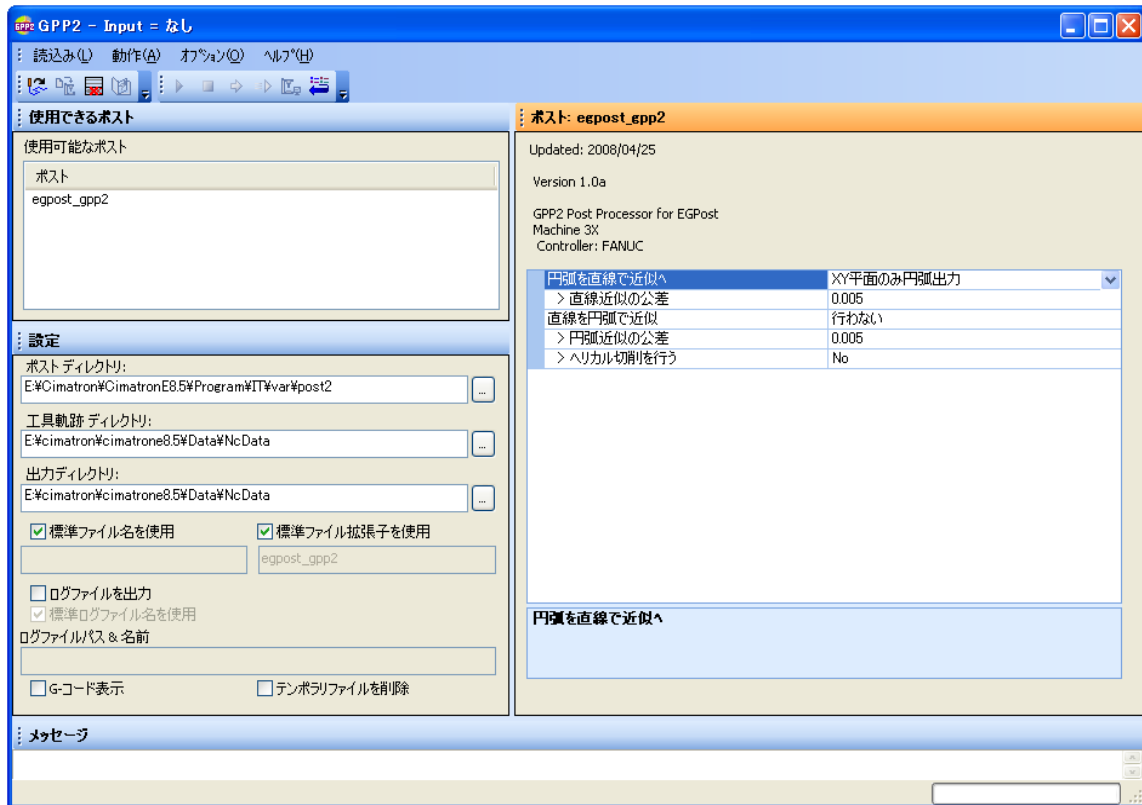 GPP2 - Input = なし
読込み(L) 動作(A) オプション(O) ヘルプ(H)
使用できるポスト
使用可能なポスト
ポスト
egpost_gpp2
設定
ポスト ディレクトリ:
E:¥Cimatron¥CimatronE8.5¥Program¥IT¥var¥post2
...
工具軌跡 ディレクトリ:
E:¥cimatron¥cimatrone8.5¥Data¥NcData
...
出力ディレクトリ:
E:¥cimatron¥cimatrone8.5¥Data¥NcData
...
標準ファイル名を使用 標準ファイル拡張子を使用
egpost_gpp2
ログファイルを出力
標準ログファイル名を使用
ログファイルパス & 名前
G-コード表示 テンポラリファイルを削除
ポスト: egpost_gpp2
Updated: 2008/04/25
Version 1.0a
GPP2 Post Processor for EGPost
Machine 3X
Controller: FANUC
円弧を直線で近似へ XY平面のみ円弧出力
> 直線近似の公差 0.005
直線を円弧で近似 行わない
> 円弧近似の公差 0.005
> ヘリカル切削を行う No
円弧を直線で近似へ
メッセージ